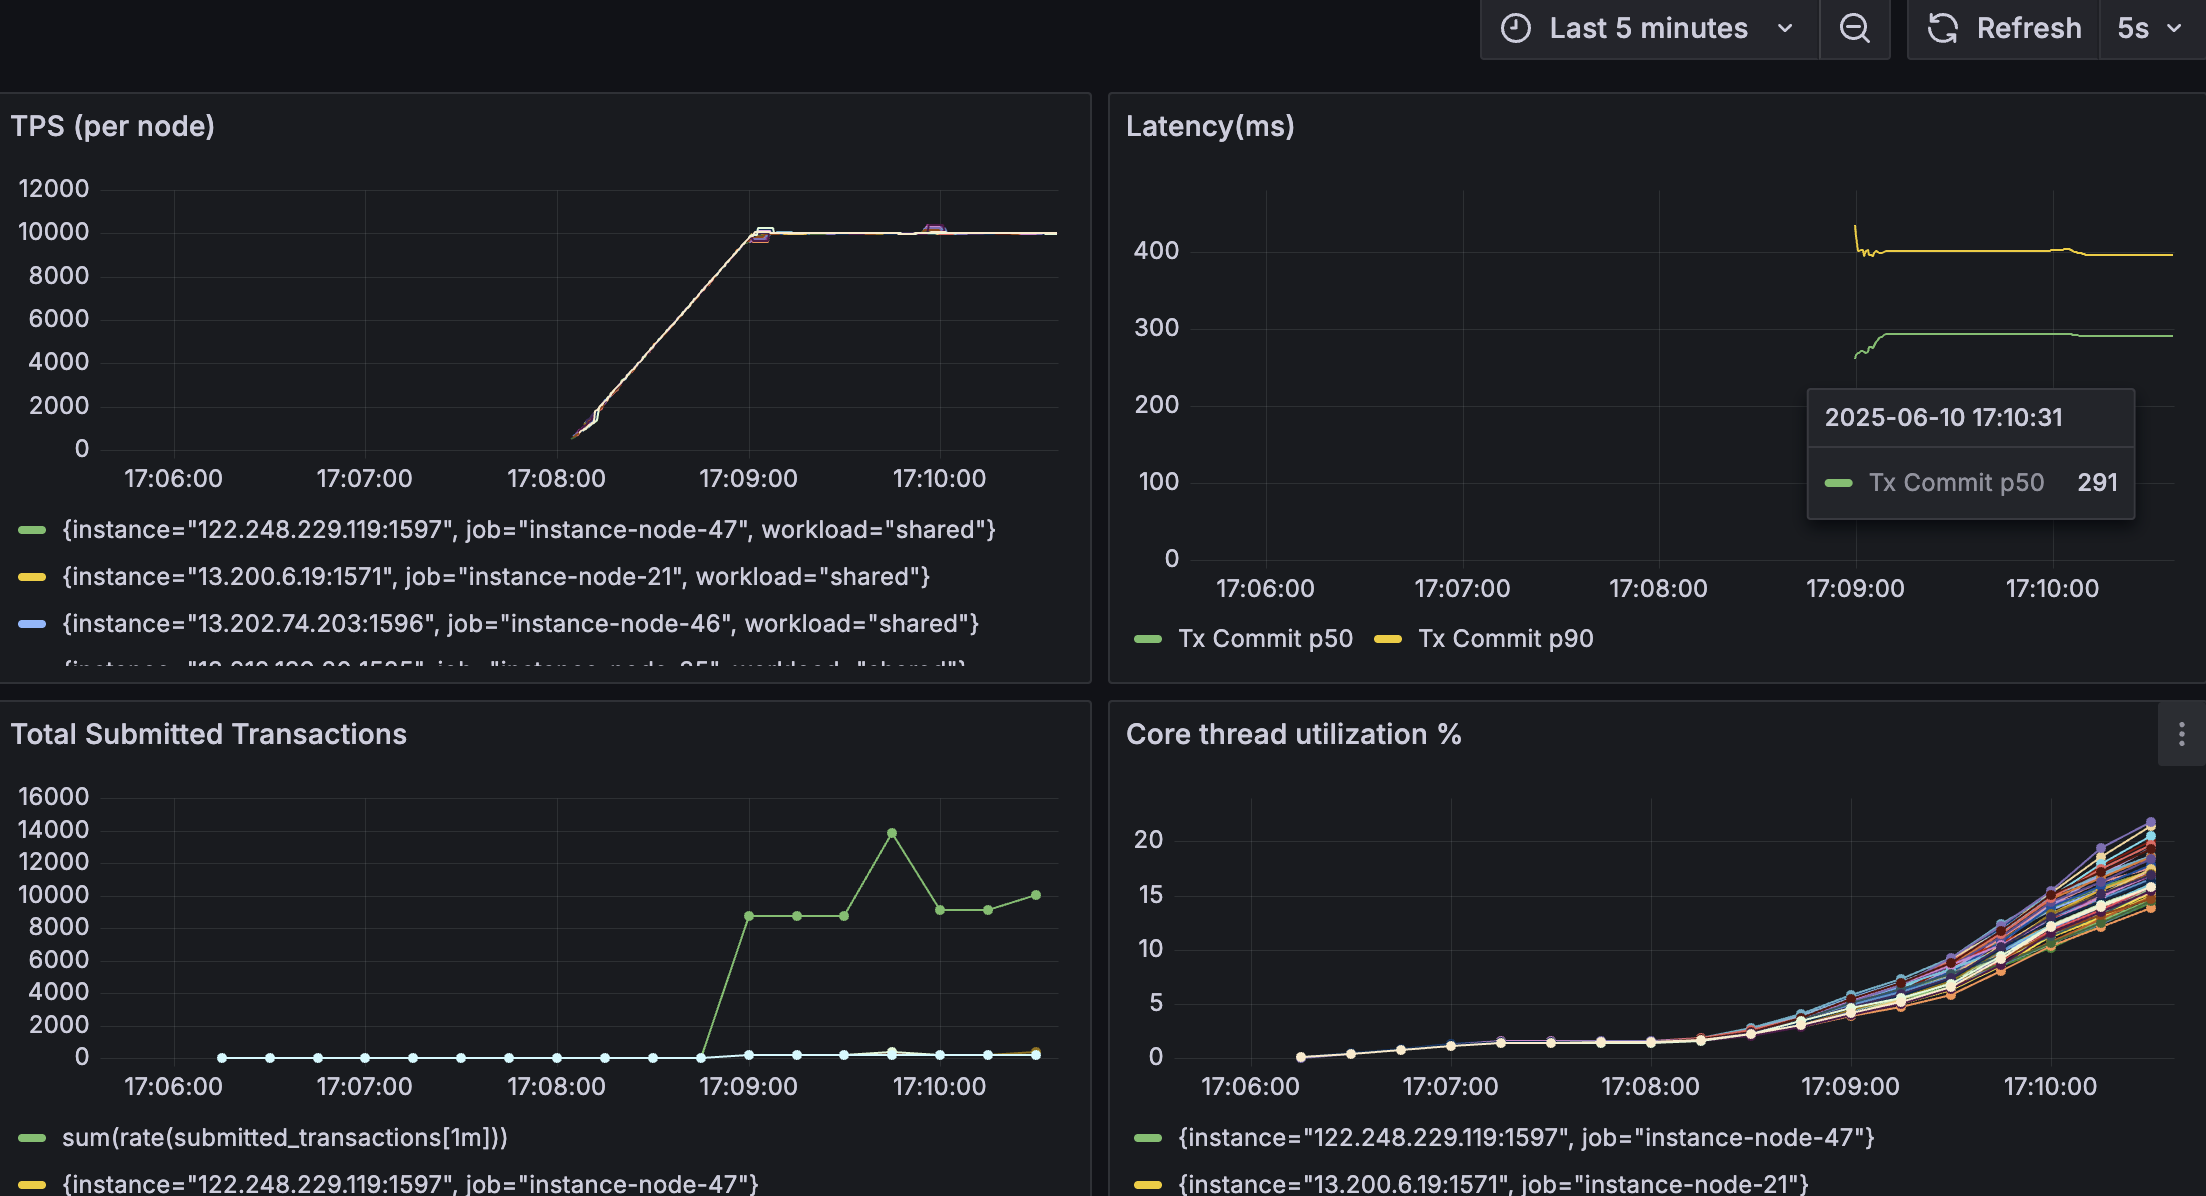 Last 5 minutes
Refresh
5s
TPS (per node)
12000
10000
8000
6000
4000
2000
0
17:06:00 17:07:00 17:08:00 17:09:00 17:10:00
{instance="122.248.229.119:1597", job="instance-node-47", workload="shared"}
{instance="13.200.6.19:1571", job="instance-node-21", workload="shared"}
{instance="13.202.74.203:1596", job="instance-node-46", workload="shared"}
Latency(ms)
400
300
200
100
0
17:06:00 17:07:00 17:08:00 17:09:00 17:10:00
2025-06-10 17:10:31
Tx Commit p50 291
Tx Commit p50 Tx Commit p90
Total Submitted Transactions
16000
14000
12000
10000
8000
6000
4000
2000
0
17:06:00 17:07:00 17:08:00 17:09:00 17:10:00
sum(rate(submitted_transactions[1m]))
{instance="122.248.229.119:1597", job="instance-node-47"}
Core thread utilization %
20
15
10
5
0
17:06:00 17:07:00 17:08:00 17:09:00 17:10:00
{instance="122.248.229.119:1597", job="instance-node-47"}
{instance="13.200.6.19:1571", job="instance-node-21"}